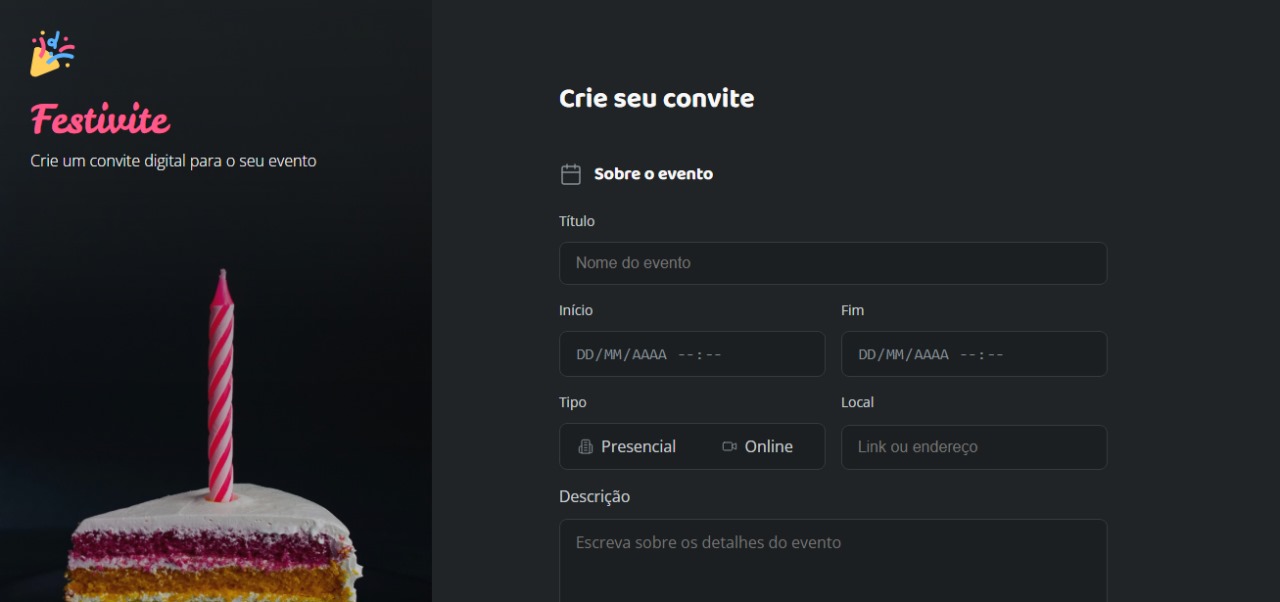 Festivite
Crie um convite digital para o seu evento
Crie seu convite
Sobre o evento
Título
Nome do evento
Início
Fim
DD/MM/AAAA --:--
DD/MM/AAAA --:--
Tipo
Local
Presencial
Online
Link ou endereço
Descrição
Escreva sobre os detalhes do evento